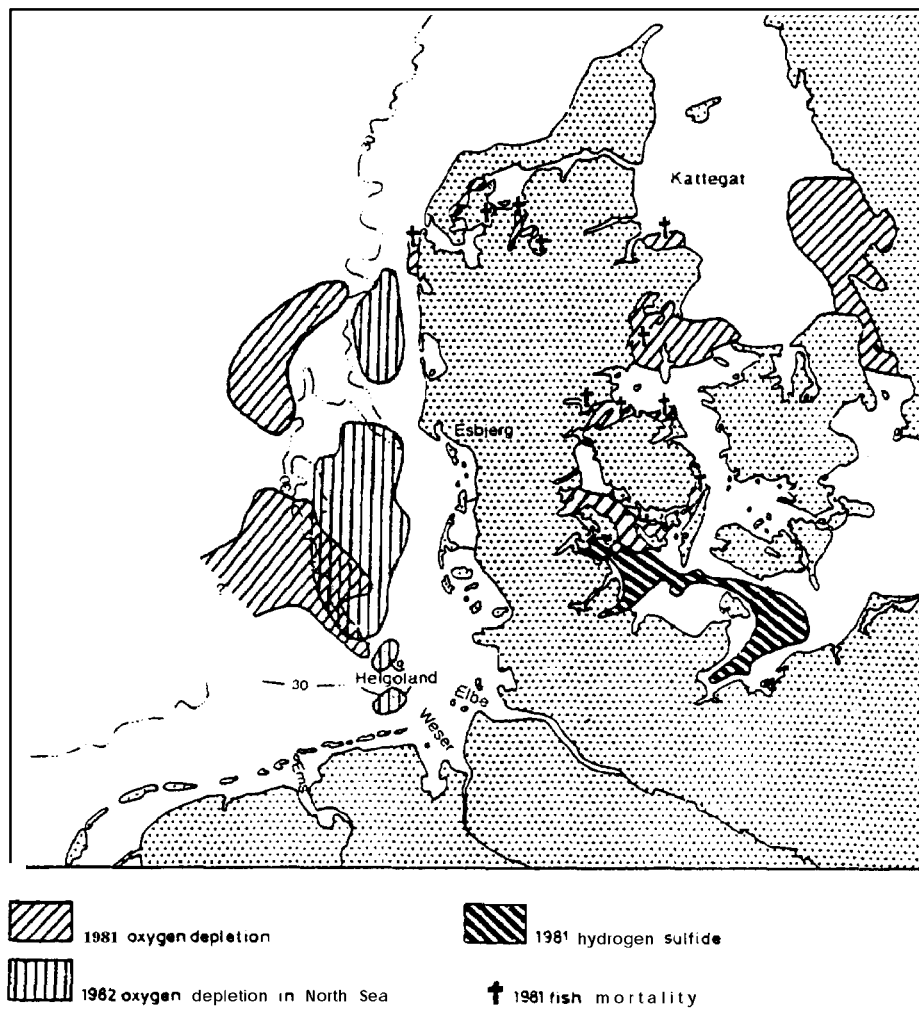 Kattegat
Esbjerg
Helgoland
30
Elbe
Weser
Ems
1981 oxygen depletion
1981 hydrogen sulfide
1962 oxygen depletion in North Sea
1981 fish mortality